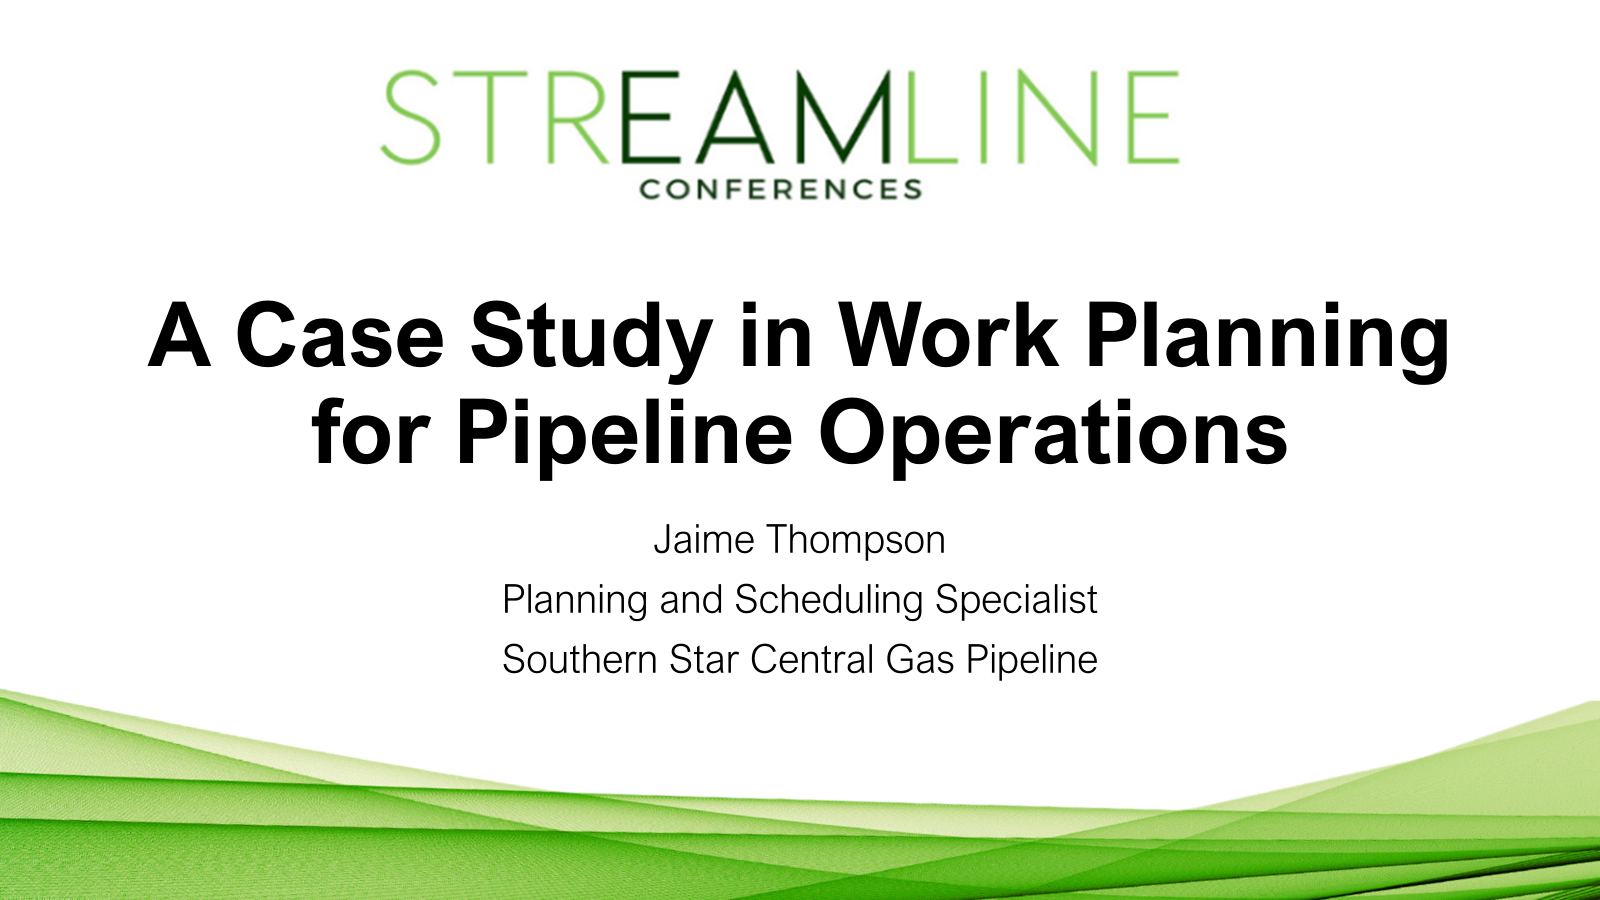 STREAMLINE
CONFERENCES
A Case Study in Work Planning
for Pipeline Operations
Jaime Thompson
Planning and Scheduling Specialist
Southern Star Central Gas Pipeline